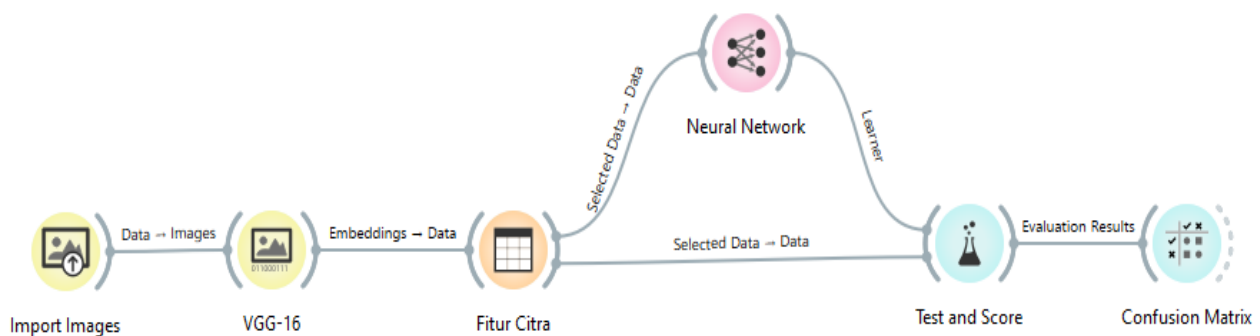 Neural Network
Selected Data → Data
Learner
Data → Images
Embeddings → Data
Selected Data → Data
Evaluation Results
011000111
Import Images
VGG-16
Fitur Citra
Test and Score
Confusion Matrix